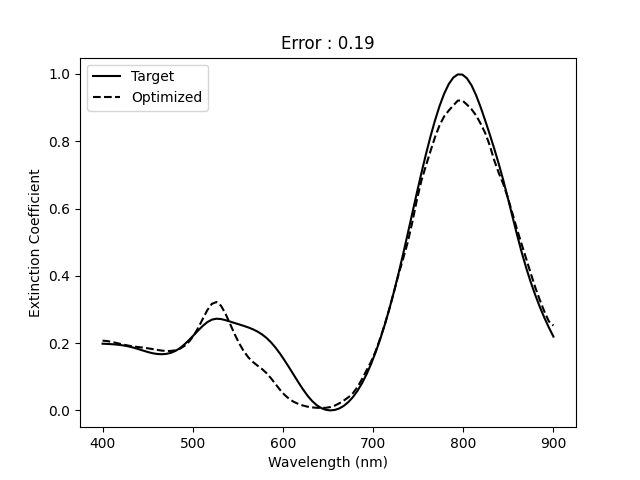 Error : 0.19
Target
Optimized
Extinction Coefficient
1.0
0.8
0.6
0.4
0.2
0.0
400 500 600 700 800 900
Wavelength (nm)